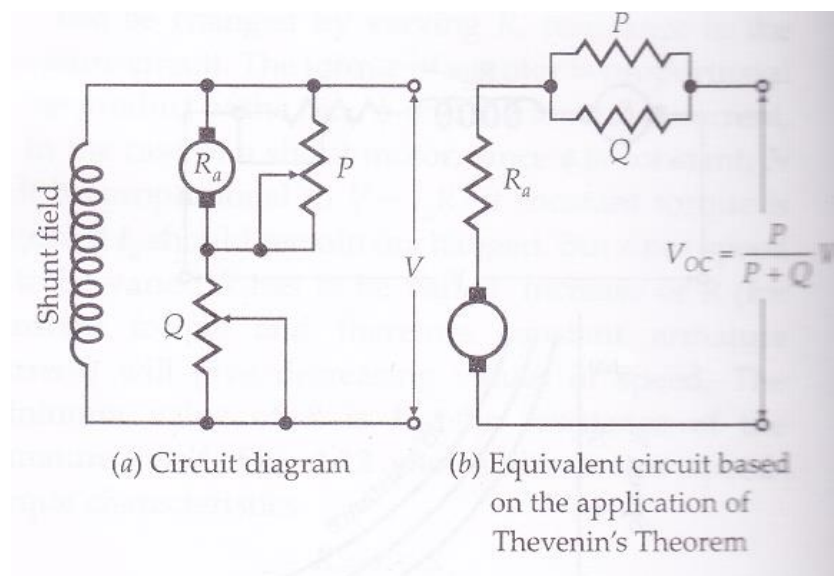 P
Q
R_a
P
V
Shunt field
Q
R_a
V_OC = P / P + Q V
(a) Circuit diagram
(b) Equivalent circuit based
on the application of
Thevenin's Theorem